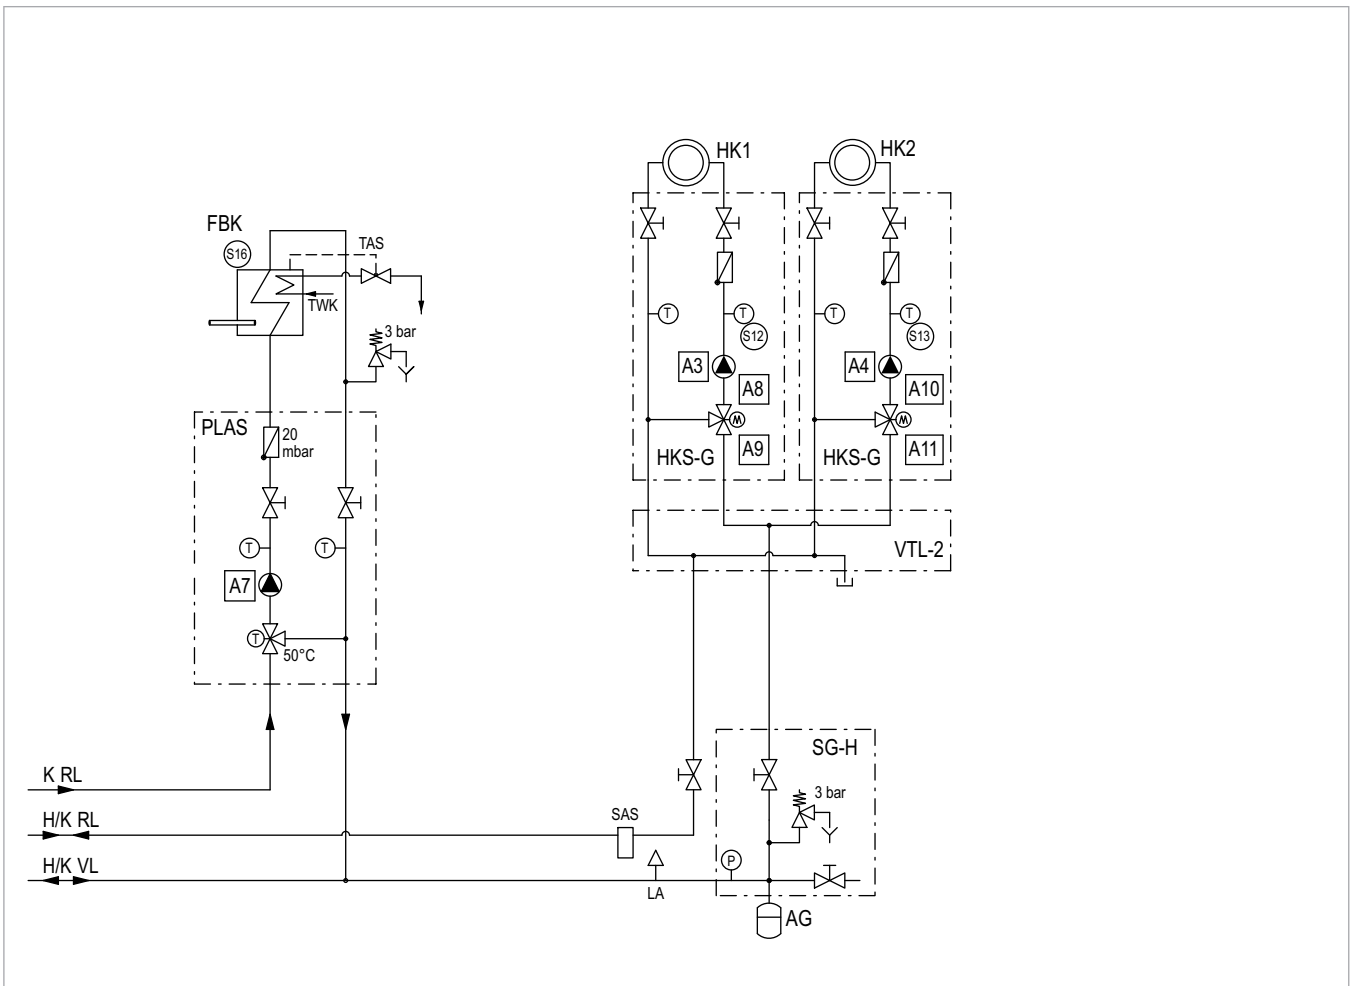 HK1
HK2
FBK
S16
TAS
TWK
3 bar
T
T
T
T
S12
S13
A3
A8
A4
A10
PLAS
20
mbar
M
M
A9
A11
HKS-G
HKS-G
T
T
VTL-2
A7
T
50°C
SG-H
K RL
3 bar
H/K RL
SAS
H/K VL
P
LA
AG